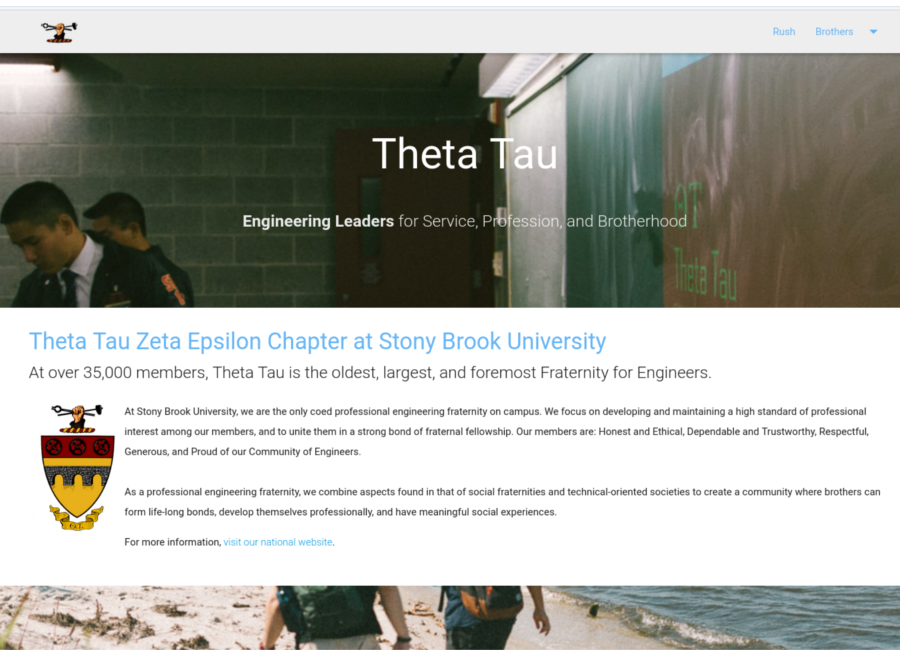 Rush Brothers
Theta Tau
Engineering Leaders for Service, Profession, and Brotherhood
ΘT
Theta Tau
Theta Tau Zeta Epsilon Chapter at Stony Brook University
At over 35,000 members, Theta Tau is the oldest, largest, and foremost Fraternity for Engineers.
At Stony Brook University, we are the only coed professional engineering fraternity on campus. We focus on developing and maintaining a high standard of professional
interest among our members, and to unite them in a strong bond of fraternal fellowship. Our members are: Honest and Ethical, Dependable and Trustworthy, Respectful,
Generous, and Proud of our Community of Engineers.
As a professional engineering fraternity, we combine aspects found in that of social fraternities and technical-oriented societies to create a community where brothers can
form life-long bonds, develop themselves professionally, and have meaningful social experiences.
For more information, visit our national website.